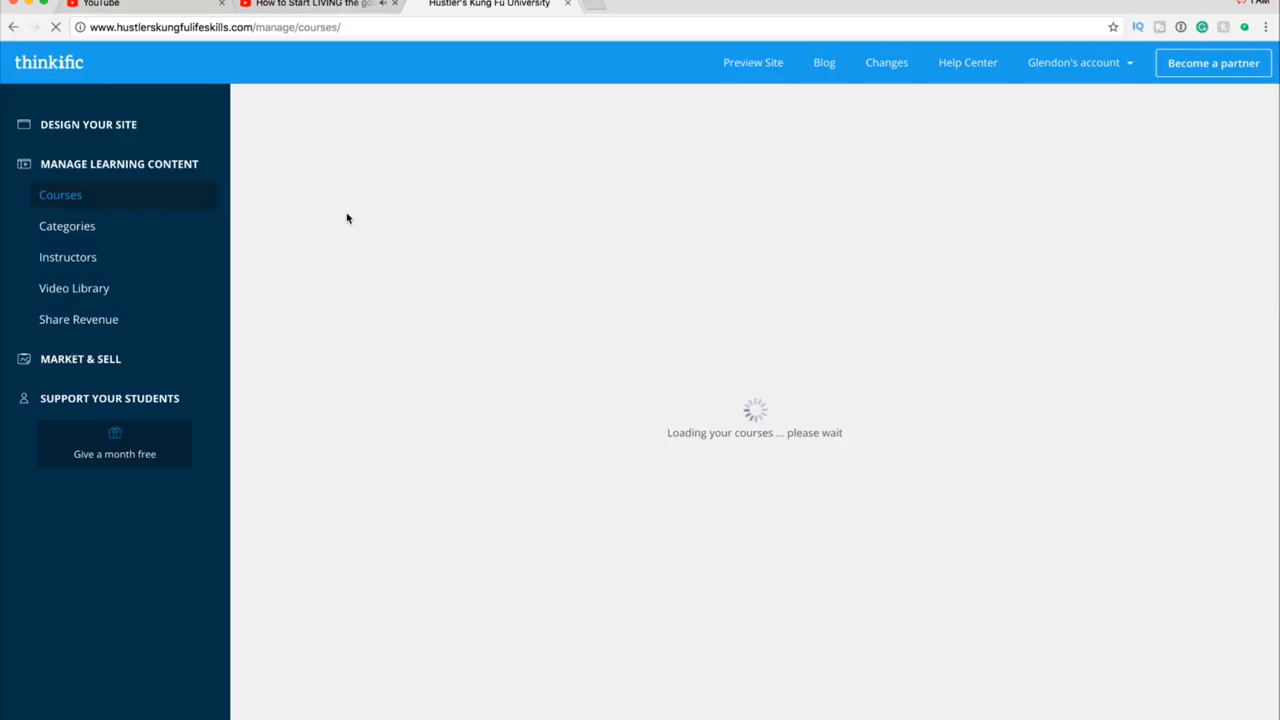 YouTube
How to Start LIVING the go
Hustler's Kung Fu University
I AM
www.hustlerskungfulifeskills.com/manage/courses/
IQ
thinkific
Preview Site
Blog
Changes
Help Center
Glendon's account
Become a partner
DESIGN YOUR SITE
MANAGE LEARNING CONTENT
Courses
Categories
Instructors
Video Library
Share Revenue
MARKET & SELL
SUPPORT YOUR STUDENTS
Give a month free
Loading your courses ... please wait